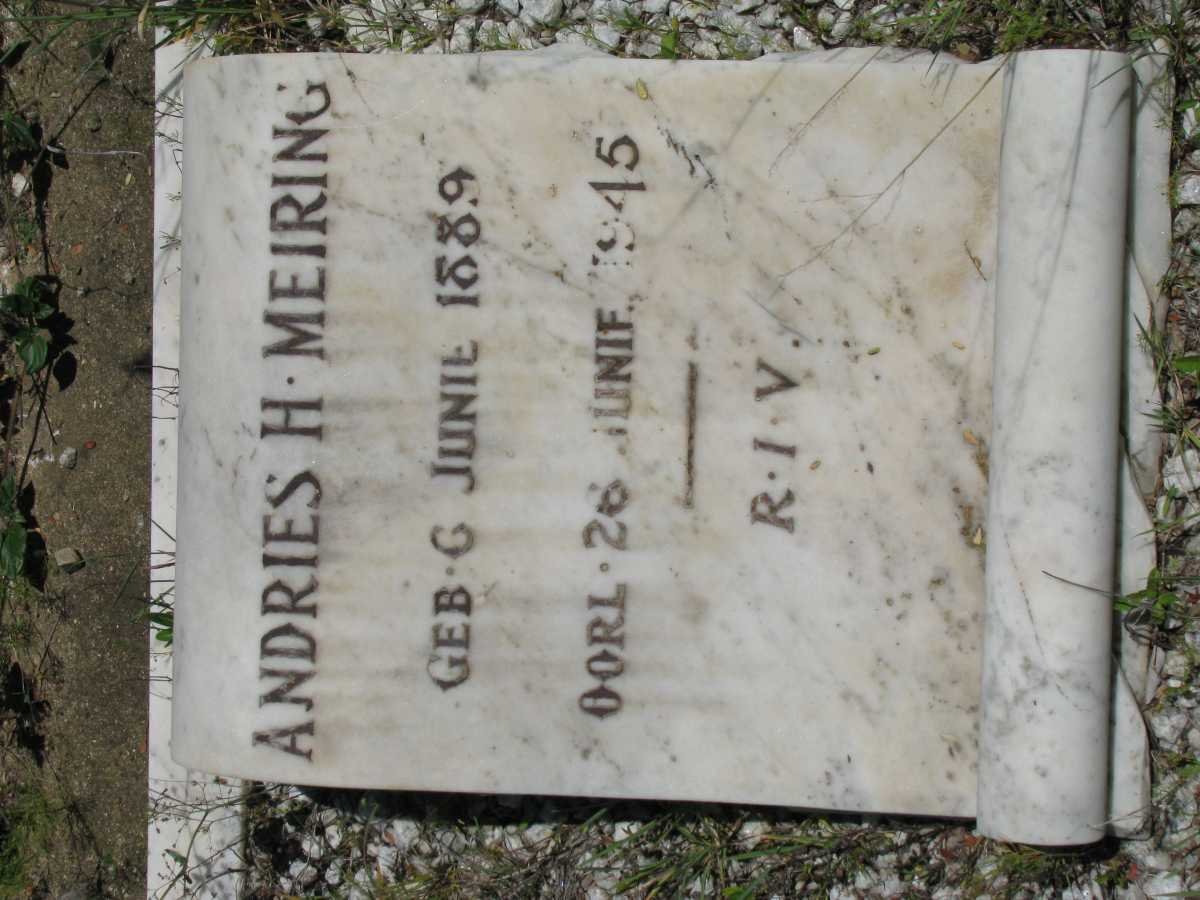 ANDRIES H. MEIRING
GEB. 6 JUNIE 1889
OORL. 26 JUNIE 1945
R. I. V.